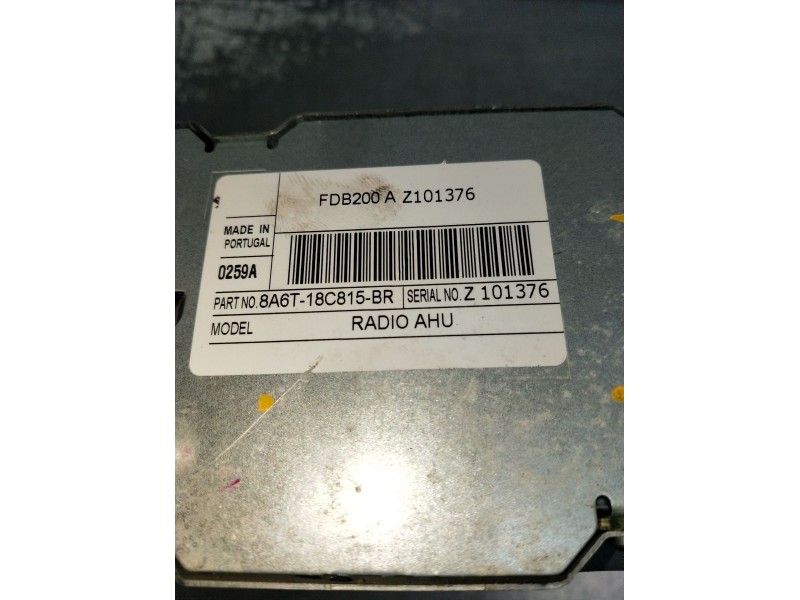 FDB200 A Z101376
MADE IN
PORTUGAL
0259A
PART NO. 8A6T-18C815-BR SERIAL NO. Z 101376
MODEL RADIO AHU